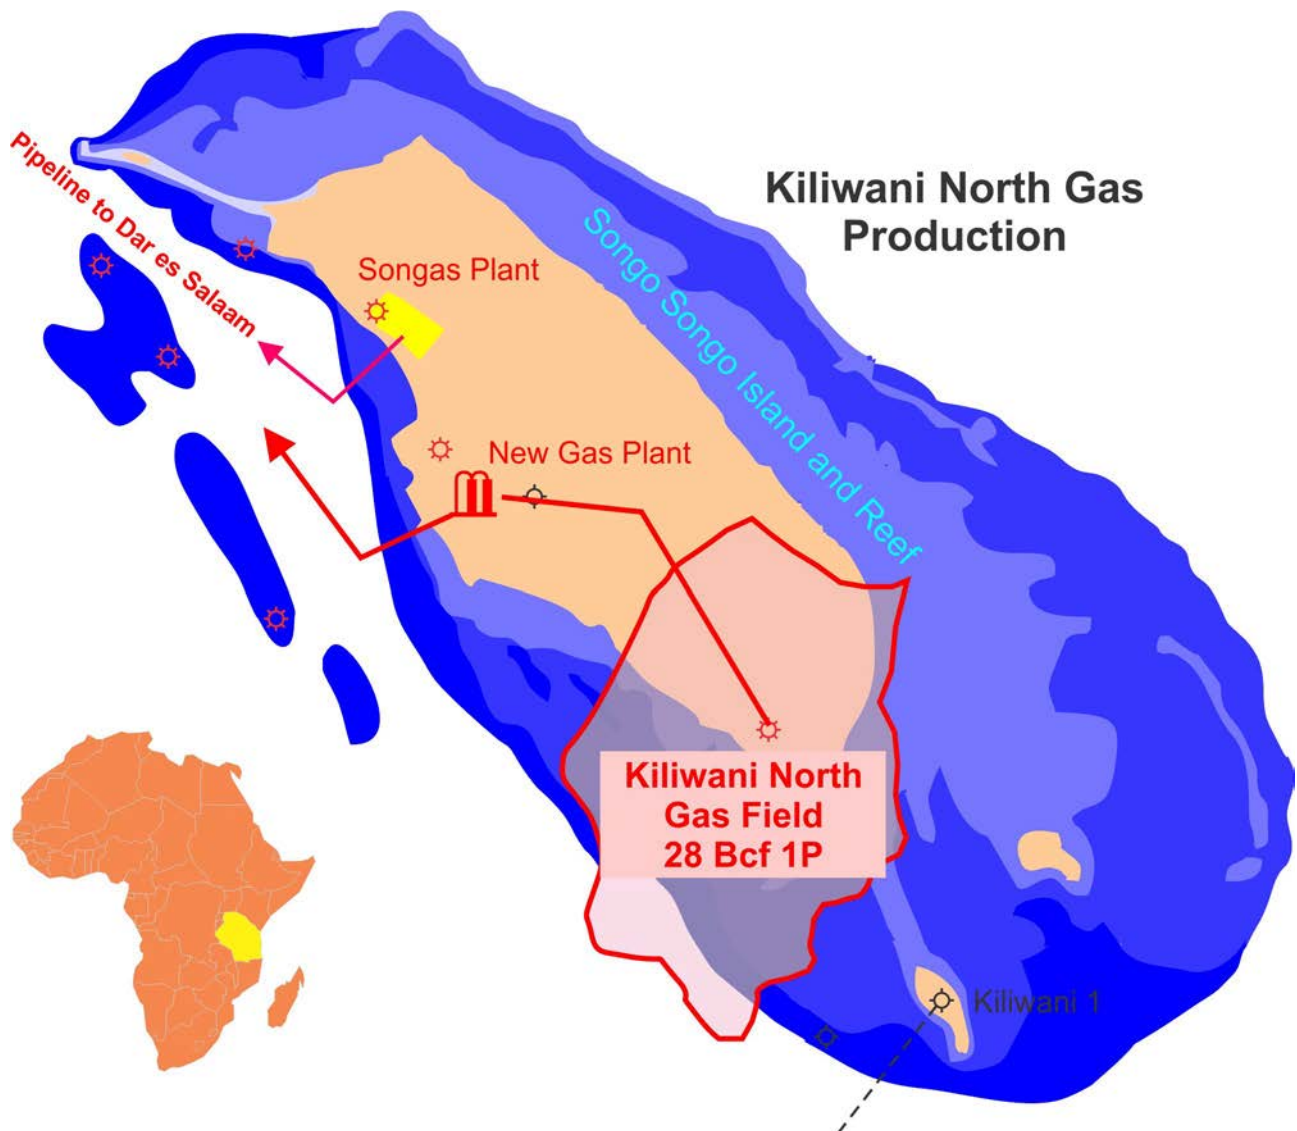 Kiliwani North Gas
Production
Pipeline to Dar es Salaam
Songo Songo Island and Reef
Songas Plant
New Gas Plant
Kiliwani North
Gas Field
28 Bcf 1P
Kiliwani 1